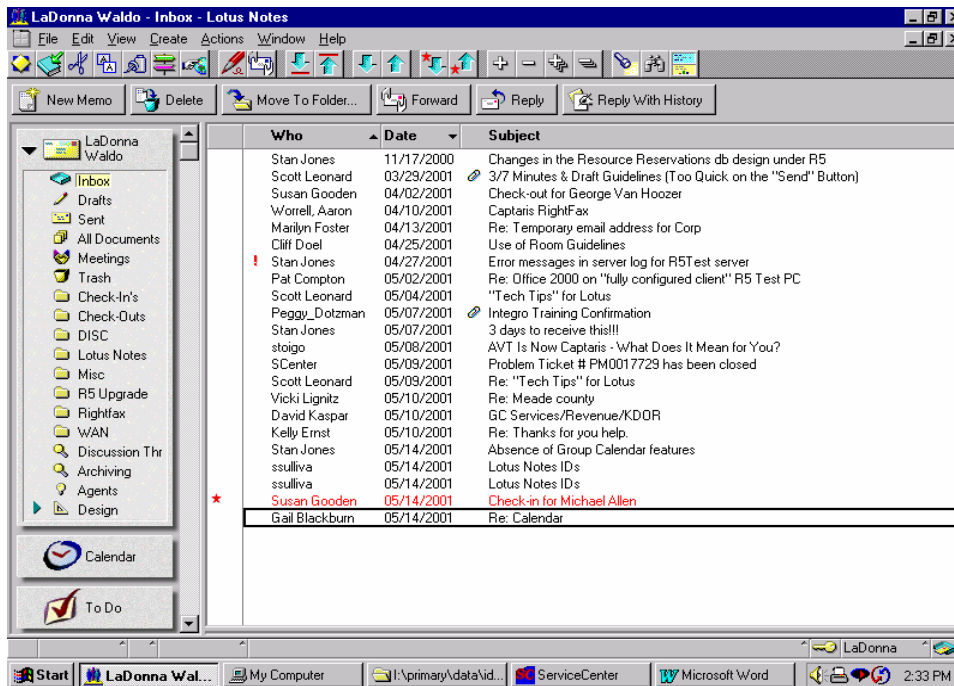 LaDonna Waldo - Inbox - Lotus Notes
File Edit View Create Actions Window Help
New Memo Delete Move To Folder... Forward Reply Reply With History
LaDonna
Waldo
Inbox
Drafts
Sent
All Documents
Meetings
Trash
Check-In's
Check-Outs
DISC
Lotus Notes
Misc
R5 Upgrade
Rightfax
WAN
Discussion Thr
Archiving
Agents
Design
Calendar
To Do
Who Date Subject
Stan Jones 11/17/2000 Changes in the Resource Reservations db design under R5
Scott Leonard 03/29/2001 3/7 Minutes & Draft Guidelines (Too Quick on the "Send" Button)
Susan Gooden 04/02/2001 Check-out for George Van Hoozer
Worrell, Aaron 04/10/2001 Captaris RightFax
Marilyn Foster 04/13/2001 Re: Temporary email address for Corp
Cliff Doel 04/25/2001 Use of Room Guidelines
! Stan Jones 04/27/2001 Error messages in server log for R5Test server
Pat Compton 05/02/2001 Re: Office 2000 on "fully configured client" R5 Test PC
Scott Leonard 05/04/2001 "Tech Tips" for Lotus
Peggy_Dotzman 05/07/2001 Integro Training Confirmation
Stan Jones 05/07/2001 3 days to receive this!!!
stoigo 05/08/2001 AVT Is Now Captaris - What Does It Mean for You?
SCenter 05/09/2001 Problem Ticket # PM0017729 has been closed
Scott Leonard 05/09/2001 Re: "Tech Tips" for Lotus
Vicki Lignitz 05/10/2001 Re: Meade county
David Kaspar 05/10/2001 GC Services/Revenue/KDOR
Kelly Ernst 05/10/2001 Re: Thanks for you help.
Stan Jones 05/14/2001 Absence of Group Calendar features
ssulliva 05/14/2001 Lotus Notes IDs
ssulliva 05/14/2001 Lotus Notes IDs
Susan Gooden 05/14/2001 Check-in for Michael Allen
Gail Blackburn 05/14/2001 Re: Calendar
LaDonna
Start LaDonna Wal... My Computer I:\primary\data\id... SC ServiceCenter Microsoft Word 2:33 PM